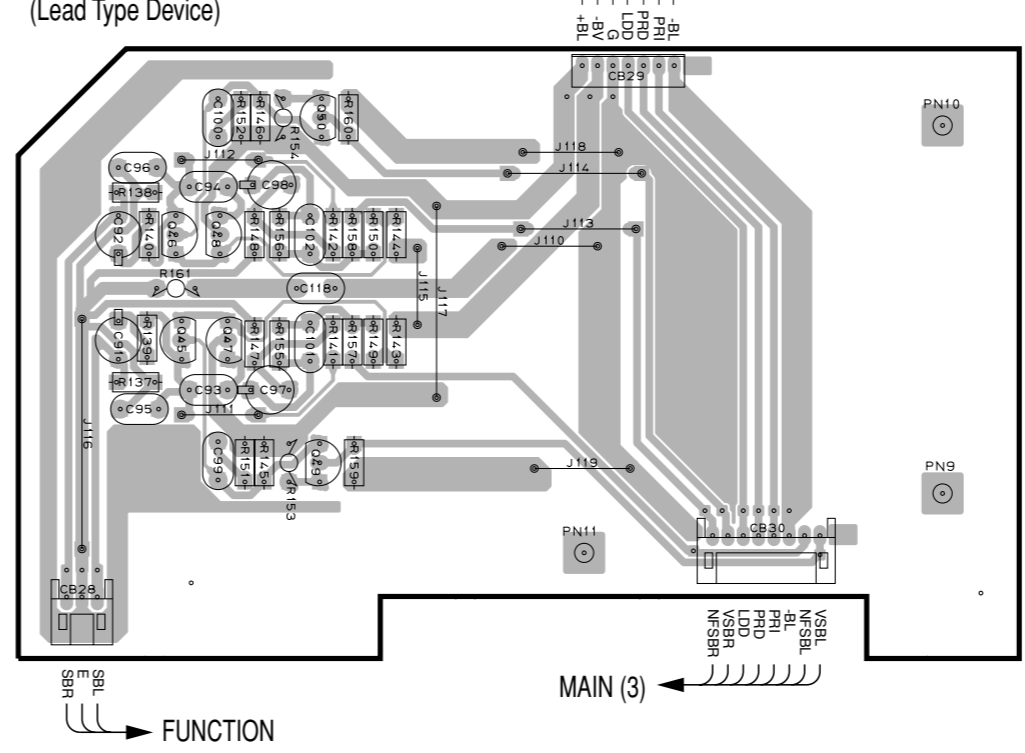 (Lead Type Device)
+BL
-BV
G
LDD
PRD
PRI
-BL
CB29
PN10
C100
R152
R146
R154
Q50
R160
J112
J118
J114
C96
R138
C94
C98
C92
R140
Q46
Q48
R148
R156
C102
R142
R158
R150
R144
J113
J110
R161
C118
J115
J117
C91
R139
Q45
Q47
R147
R155
C101
R141
R157
R149
R143
R137
C93
C97
C95
J111
J116
C99
R151
R145
R153
Q49
R159
J119
PN9
PN11
CB30
CB28
SBR
E
SBL
FUNCTION
NFSBR
VSBR
LDD
PRD
PRI
-BL
NFSBL
VSBL
MAIN (3)